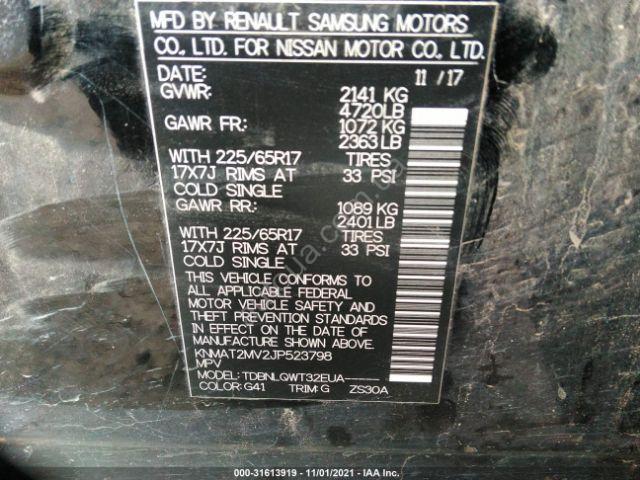 MFD BY RENAULT SAMSUNG MOTORS
CO., LTD. FOR NISSAN MOTOR CO., LTD.
DATE: 11 / 17
GVWR: 2141 KG
4720LB
GAWR FR: 1072 KG
2363LB
WITH 225/65R17 TIRES
17X7J RIMS AT 33 PSI
COLD SINGLE
GAWR RR: 1089 KG
2401LB
WITH 225/65R17 TIRES
17X7J RIMS AT 33 PSI
COLD SINGLE
THIS VEHICLE CONFORMS TO
ALL APPLICABLE FEDERAL
MOTOR VEHICLE SAFETY AND
THEFT PREVENTION STANDARDS
IN EFFECT ON THE DATE OF
MANUFACTURE SHOWN ABOVE.
KNMAT2MV2JP523798
MPV
MODEL: TDBNLGWT32EUA-----
COLOR: G41 TRIM: G ZS30A
000-31613919 - 11/01/2021 - IAA Inc.